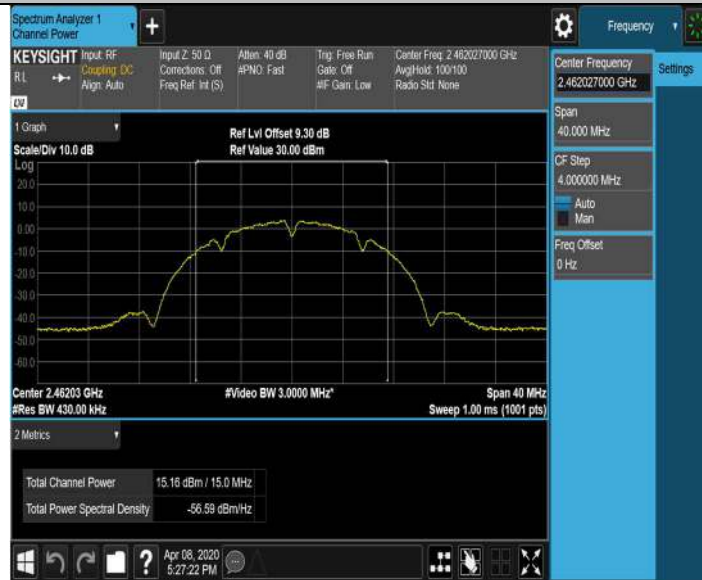 Spectrum Analyzer 1
Channel Power
+
Frequency
KEYSIGHT
Input: RF
Input Z: 50 Ω
Atten: 40 dB
Trig: Free Run
Center Freq: 2.462027000 GHz
R L
Coupling: DC
Corrections: Off
#PNO: Fast
Gate: Off
Avg|Hold: 100/100
Align: Auto
Freq Ref: Int (S)
#IF Gain: Low
Radio Std: None
Center Frequency
2.462027000 GHz
Settings
Span
40.000 MHz
CF Step
4.000000 MHz
Auto
Man
Freq Offset
0 Hz
1 Graph
Ref Lvl Offset 9.30 dB
Scale/Div 10.0 dB
Ref Value 30.00 dBm
Log
20.0
10.0
0.00
-10.0
-20.0
-30.0
-40.0
-50.0
-60.0
Center 2.46203 GHz
#Video BW 3.0000 MHz*
Span 40 MHz
#Res BW 430.00 kHz
Sweep 1.00 ms (1001 pts)
2 Metrics
Total Channel Power
15.16 dBm / 15.0 MHz
Total Power Spectral Density
-56.59 dBm/Hz
?
Apr 08, 2020
5:27:22 PM